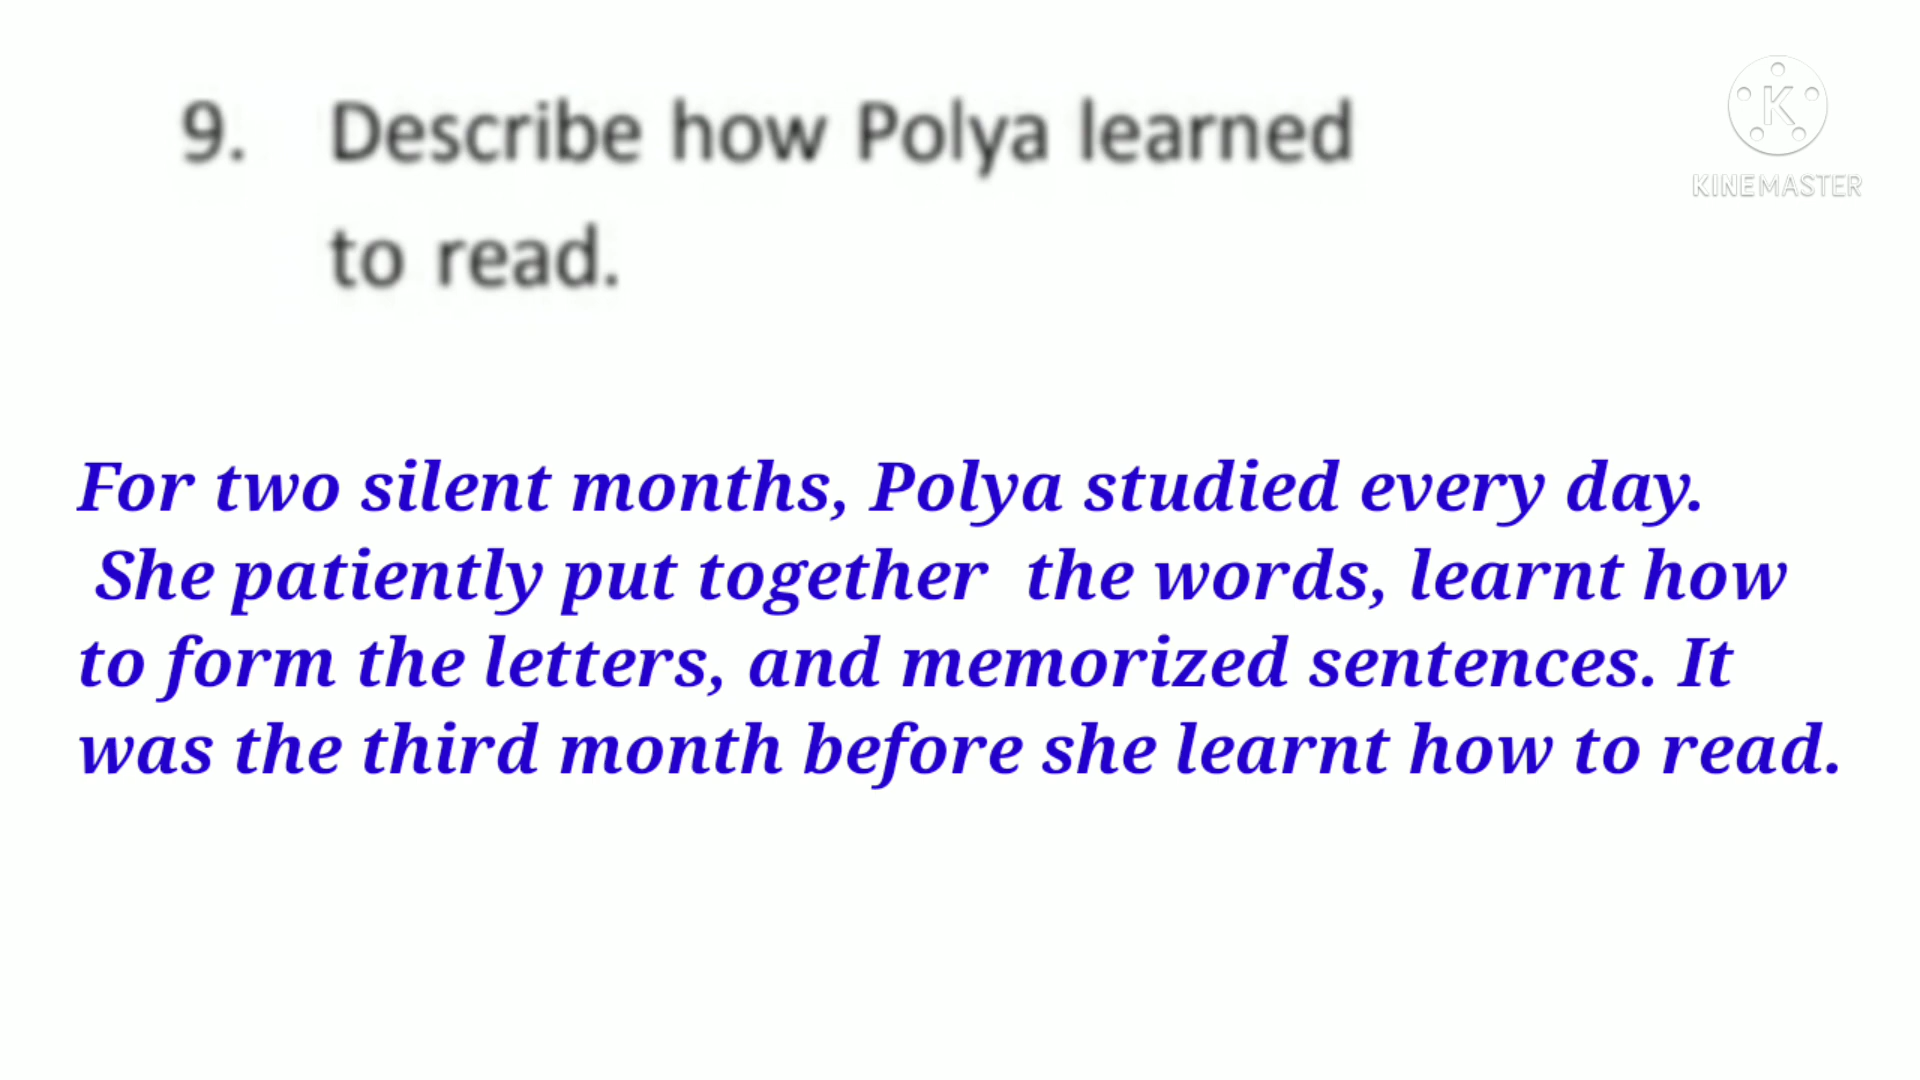 9. Describe how Polya learned
to read.
K
KINEMASTER
For two silent months, Polya studied every day.
She patiently put together the words, learnt how
to form the letters, and memorized sentences. It
was the third month before she learnt how to read.